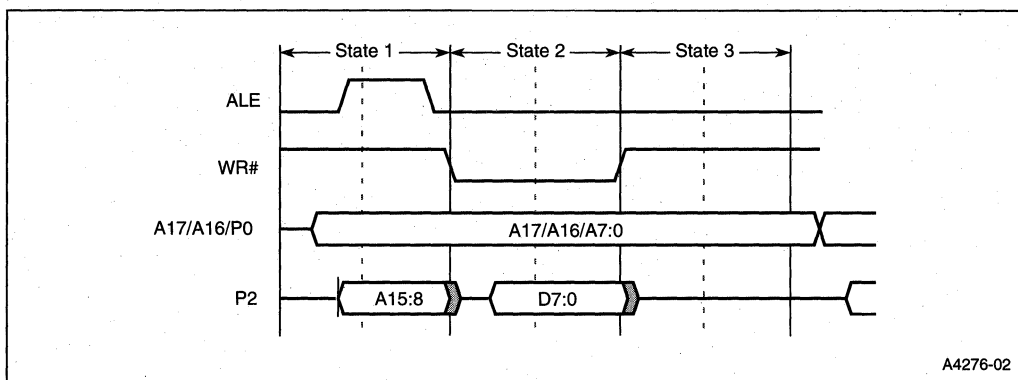 State 1 State 2 State 3
ALE
WR#
A17/A16/P0 A17/A16/A7:0
P2 A15:8 D7:0
A4276-02